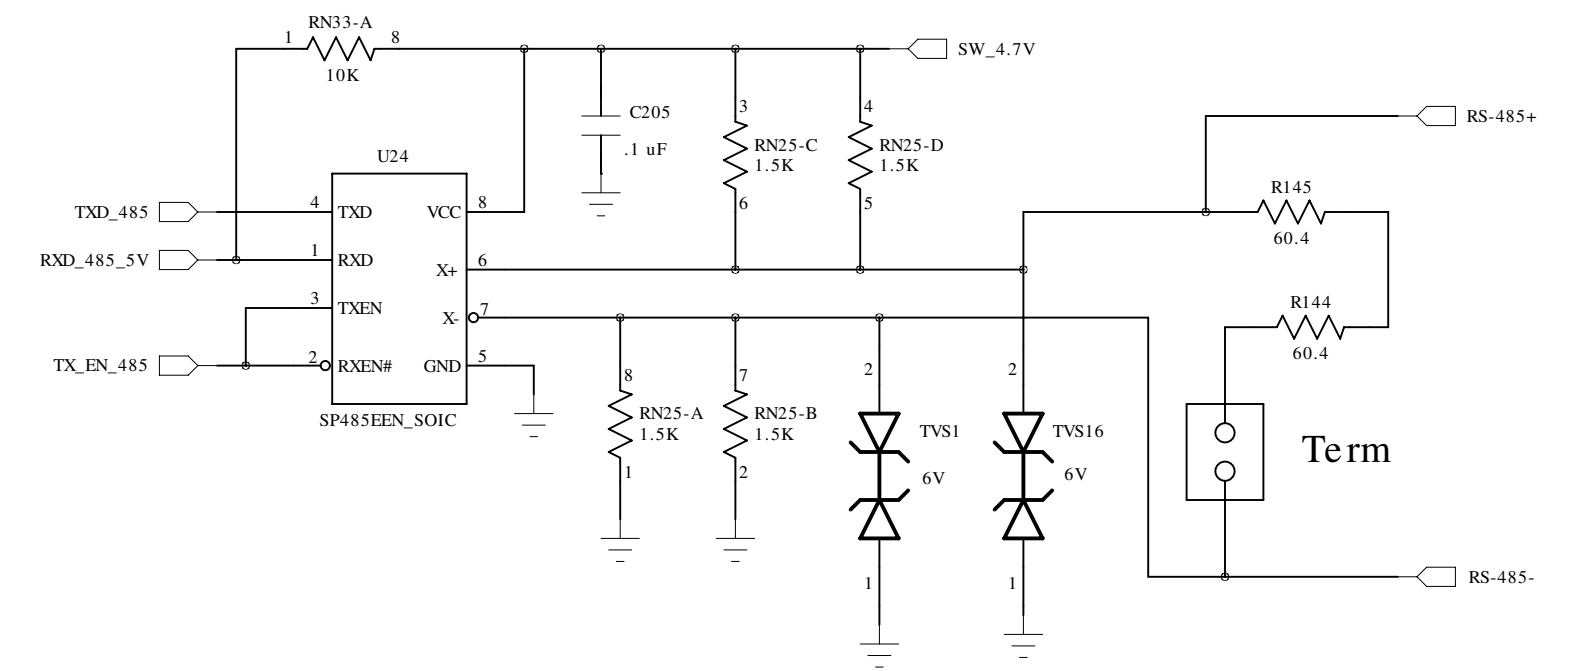 RN33-A
1 8
10K
SW_4.7V
C205
.1 uF
3
RN25-C
1.5K
6
4
RN25-D
1.5K
5
RS-485+
R145
60.4
R144
60.4
U24
TXD_485 4 TXD VCC 8
RXD_485_5V 1 RXD X+ 6
3 TXEN X- 7
TX_EN_485 2 RXEN# GND 5
SP485EEN_SOIC
8
RN25-A
1.5K
1
7
RN25-B
1.5K
2
2
TVS1
6V
1
2
TVS16
6V
1
Term
RS-485-